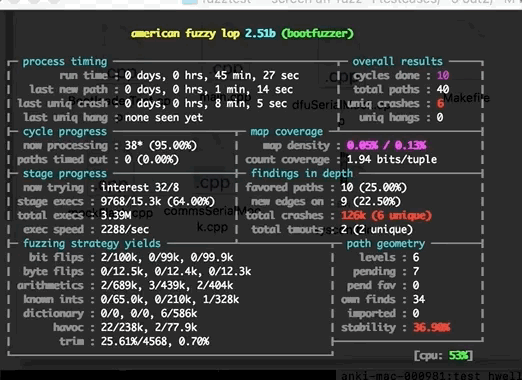 american fuzzy lop 2.51b (bootfuzzer)
process timing
run time : 0 days, 0 hrs, 45 min, 27 sec
last new path : 0 days, 0 hrs, 1 min, 14 sec
last uniq crash : 0 days, 0 hrs, 8 min, 5 sec
last uniq hang : none seen yet
overall results
cycles done : 10
total paths : 40
uniq crashes : 6
uniq hangs : 0
cycle progress
now processing : 38* (95.00%)
paths timed out : 0 (0.00%)
map coverage
map density : 0.05% / 0.13%
count coverage : 1.94 bits/tuple
stage progress
now trying : interest 32/8
stage execs : 9768/15.3k (64.00%)
total execs : 5.39M
exec speed : 2288/sec
findings in depth
favored paths : 10 (25.00%)
new edges on : 9 (22.50%)
total crashes : 126k (6 unique)
total tmouts : 2 (2 unique)
fuzzing strategy yields
bit flips : 2/100k, 0/99k, 0/99.9k
byte flips : 0/12.5k, 0/12.4k, 0/12.3k
arithmetics : 2/689k, 3/439k, 2/404k
known ints : 0/65.0k, 0/210k, 1/328k
dictionary : 0/0, 0/0, 6/586k
havoc : 22/238k, 2/77.9k
trim : 25.61%/4568, 0.70%
path geometry
levels : 6
pending : 7
pend fav : 0
own finds : 34
imported : 0
stability : 36.90%
[cpu: 53%]
.cpp
Makefile
.cpp
commsSerialMoc
k.cpp